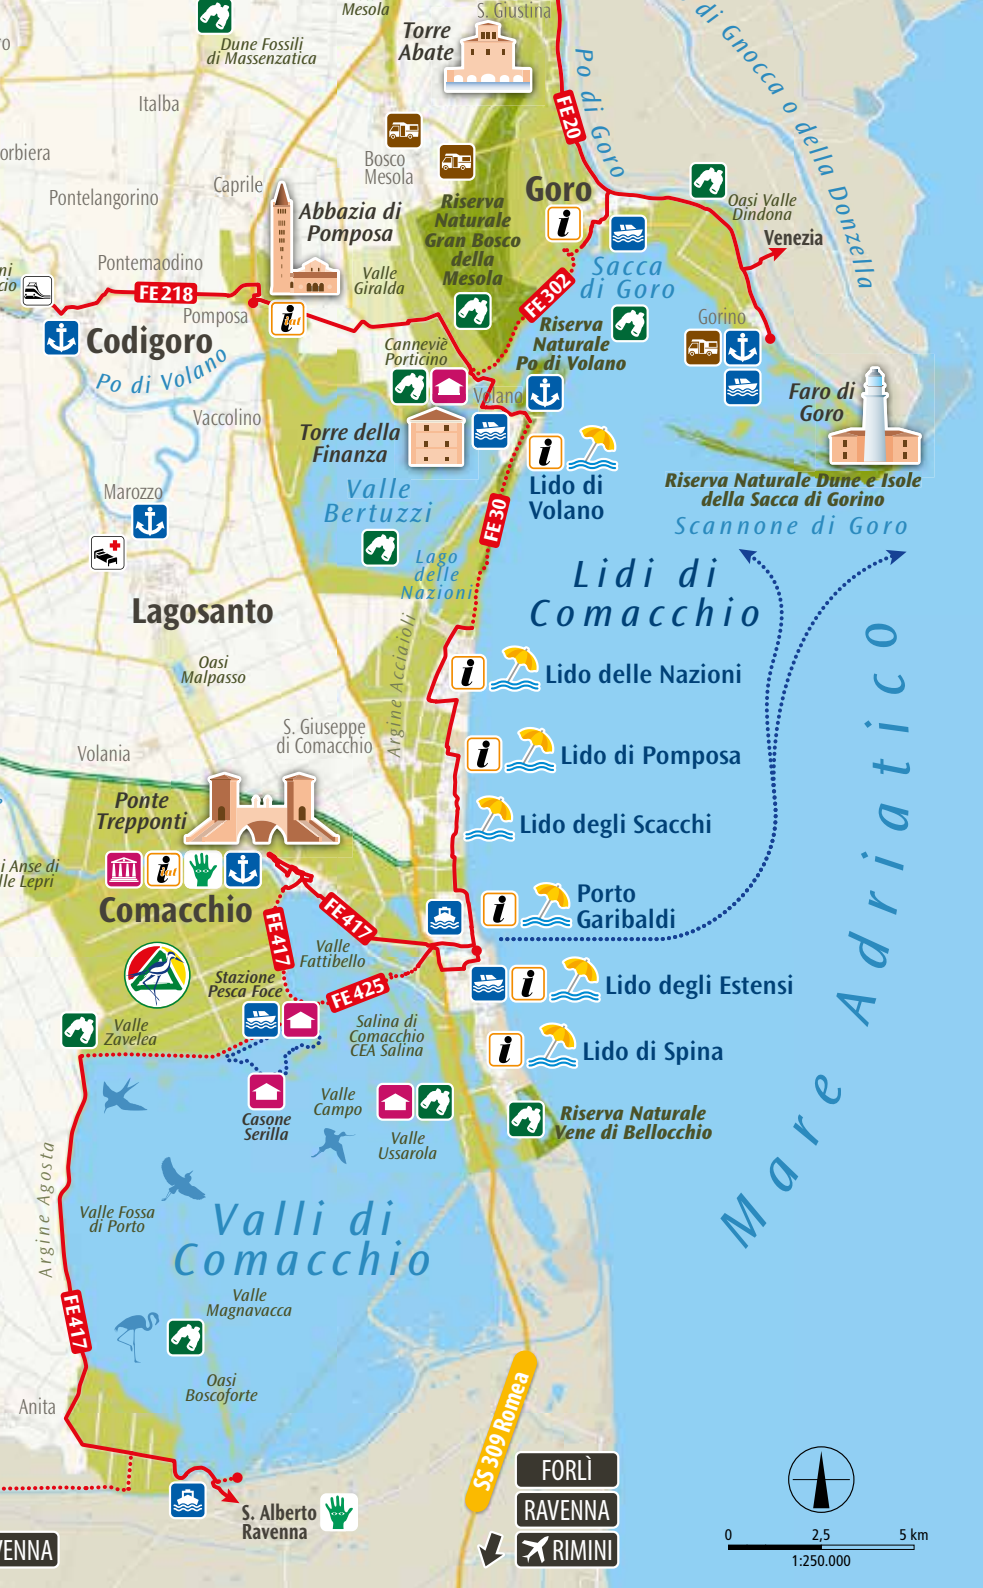 Mesola
S. Giustina
Torre
Abate
Dune Fossili
di Massenzatica
Po di Goro
di Gnocca o della Donzella
Italba
FE20
orbiera
Bosco
Mesola
Pontelangorino
Caprile
Abbazia di
Pomposa
Riserva
Naturale
Gran Bosco
della
Mesola
Goro
i
Oasi Valle
Dindona
Venezia
Pontemaodino
Valle
Giralda
Sacca
di Goro
FE218
FE302
Pomposa
iat
Codigoro
Gorino
Canneviè
Porticino
Riserva
Naturale
Po di Volano
Po di Volano
Volano
Faro di
Goro
Vaccolino
Torre della
Finanza
i
Lido di
Volano
Riserva Naturale Dune e Isole
della Sacca di Gorino
Scannone di Goro
Marozzo
Valle
Bertuzzi
FE30
Lago
delle
Nazioni
Lidi di
Comacchio
Lagosanto
Oasi
Malpasso
Argine Acciaioli
i
Lido delle Nazioni
S. Giuseppe
di Comacchio
Volania
i
Lido di Pomposa
Mare Adriatico
Ponte
Trepponti
Lido degli Scacchi
i Anse di
lle Lepri
iat
Comacchio
FE417
FE417
i
Porto
Garibaldi
Valle
Fattibello
Stazione
Pesca Foce
FE425
i
Lido degli Estensi
Valle
Zavelea
Salina di
Comacchio
CEA Salina
i
Lido di Spina
Casone
Serilla
Valle
Campo
Valle
Ussarola
Riserva Naturale
Vene di Bellocchio
Argine Agosta
Valle Fossa
di Porto
Valli di
Comacchio
Valle
Magnavacca
FE417
Oasi
Boscoforte
Anita
SS 309 Romea
FORLÌ
RAVENNA
RIMINI
S. Alberto
Ravenna
VENNA
0 2,5 5 km
1:250.000